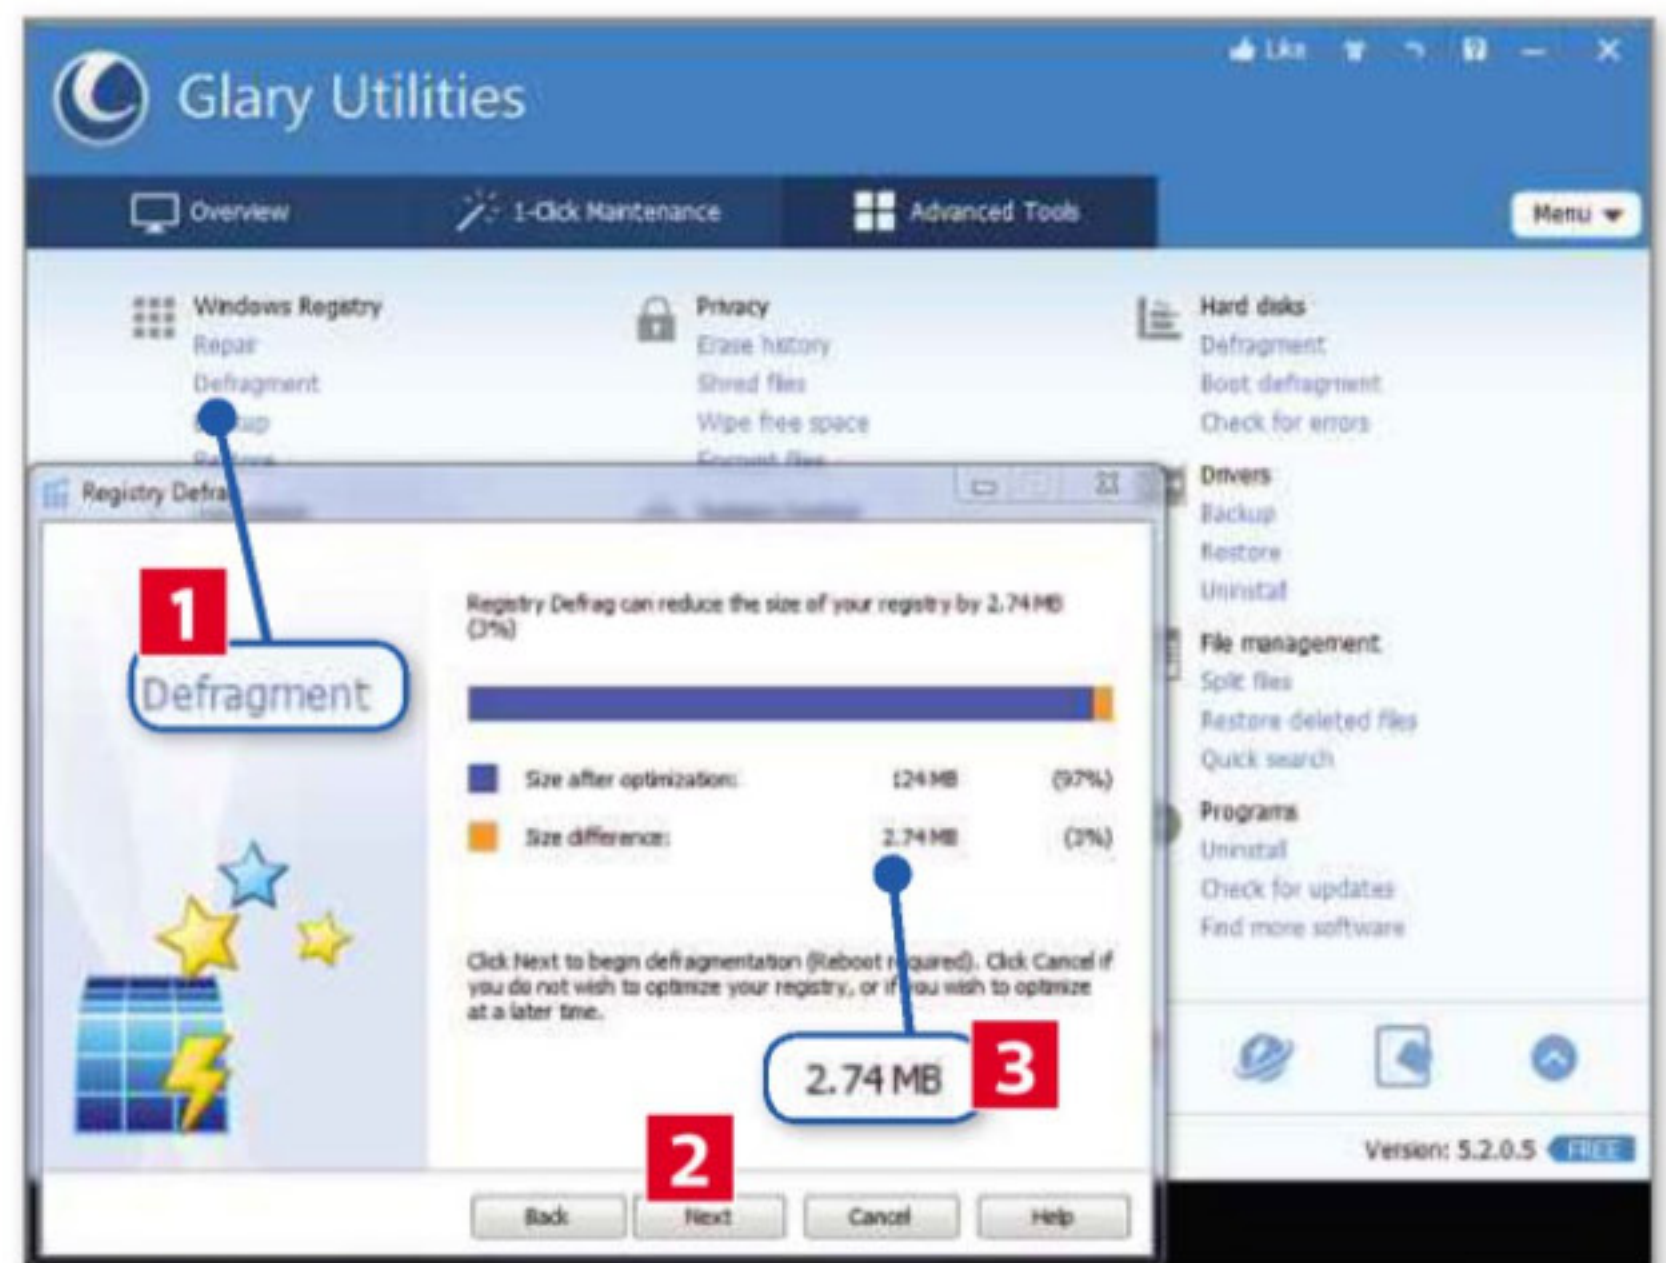 Like
Glary Utilities
Overview
1-Click Maintenance
Advanced Tools
Menu
Windows Registry
Repair
Defragment
Privacy
Erase history
Shred files
Wipe free space
Encrypt files
Hard disks
Defragment
Boot defragment
Check for errors
Drivers
Backup
Restore
Uninstall
File management
Split files
Restore deleted files
Quick search
Programs
Uninstall
Check for updates
Find more software
Version: 5.2.0.5 FREE
Registry Defrag
1
Defragment
Registry Defrag can reduce the size of your registry by 2.74 MB
(3%)
Size after optimization: 124 MB (97%)
Size difference: 2.74 MB (3%)
Click Next to begin defragmentation (Reboot required). Click Cancel if
you do not wish to optimize your registry, or if you wish to optimize
at a later time.
2.74 MB
3
2
Back
Next
Cancel
Help